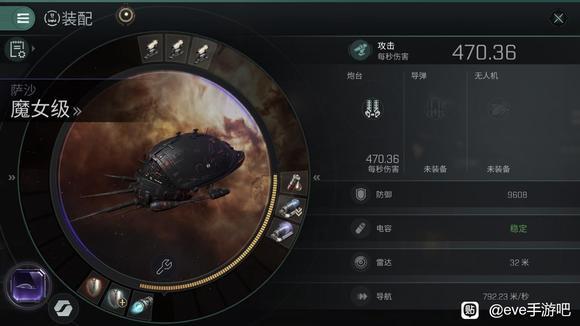 装配
萨沙
魔女级»
攻击
每秒伤害
470.36
炮台
导弹
无人机
470.36
每秒伤害
未装备
未装备
防御
9608
电容
稳定
雷达
32 米
导航
792.23 米/秒
贴 @eve手游吧